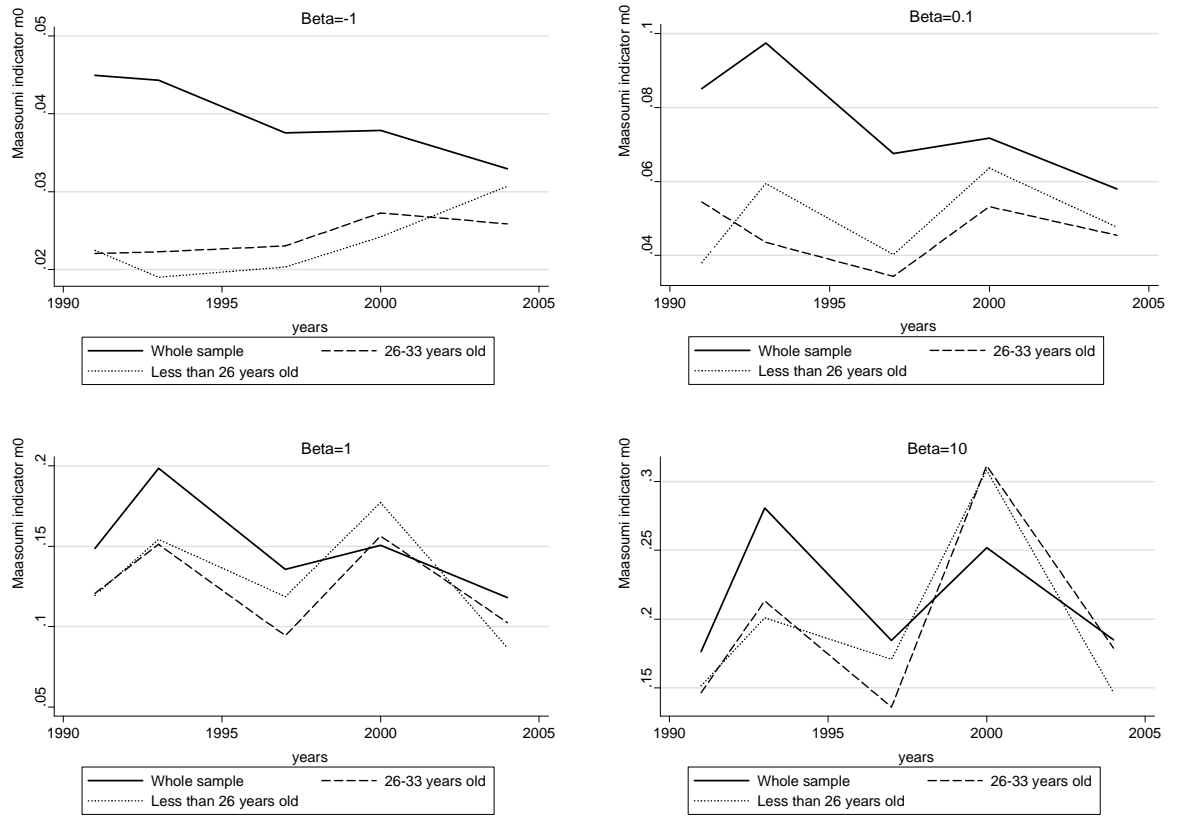 Beta=-1
Maasoumi indicator m0
.05
.04
.03
.02
1990 1995 2000 2005
years
Whole sample 26-33 years old
Less than 26 years old
Beta=0.1
Maasoumi indicator m0
.1
.08
.06
.04
1990 1995 2000 2005
years
Whole sample 26-33 years old
Less than 26 years old
Beta=1
Maasoumi indicator m0
.2
.15
.1
.05
1990 1995 2000 2005
years
Whole sample 26-33 years old
Less than 26 years old
Beta=10
Maasoumi indicator m0
.3
.25
.2
.15
1990 1995 2000 2005
years
Whole sample 26-33 years old
Less than 26 years old